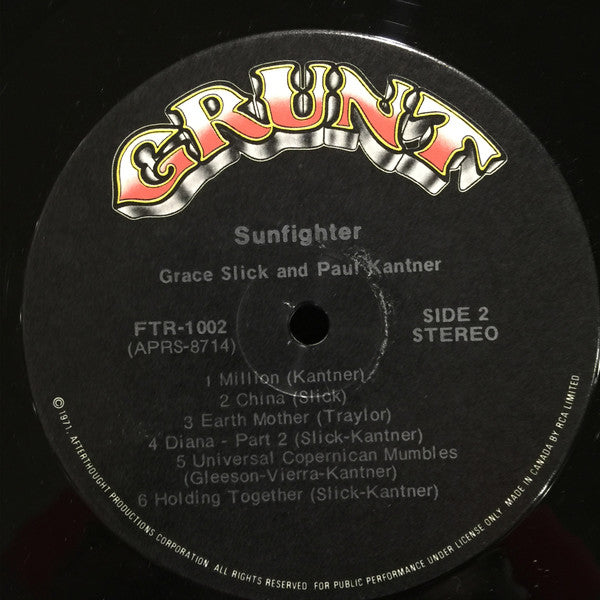 GRUNT
Sunfighter
Grace Slick and Paul Kantner
FTR-1002
(APRS-8714)
SIDE 2
STEREO
1 Million (Kantner)
2 China (Slick)
3 Earth Mother (Traylor)
4 Diana - Part 2 (Slick-Kantner)
5 Universal Copernican Mumbles
(Gleeson-Vierra-Kantner)
6 Holding Together (Slick-Kantner)
©1971, AFTERTHOUGHT PRODUCTIONS CORPORATION. ALL RIGHTS RESERVED. FOR PUBLIC PERFORMANCE UNDER LICENSE ONLY. MADE IN CANADA BY RCA LIMITED